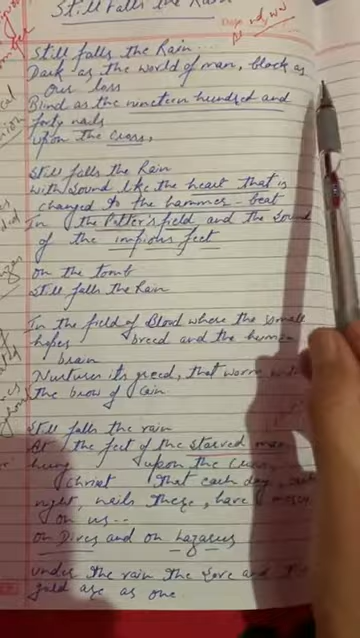 Still falls the Rain
Still falls the Rain...
Dark as the world of man, black as
our loss
Blind as the nineteen hundred and
forty nails
upon the Cross,
Still falls the Rain
with sound like the heart that is
changed to the hammer-beat
In the Potter's field and the sound
of the impious feet
on the tomb
Still falls the Rain
In the field of Blood where the small
hopes breed and the human
brain
Nurtures its greed, that worm
the brow of Cain
Still falls the rain
At the feet of the starved man
hung upon the Cross,
Christ that each day,
night, nails there, have mercy
on us..
on Dives and on Lazarus
under the rain the sore and
gold are as one